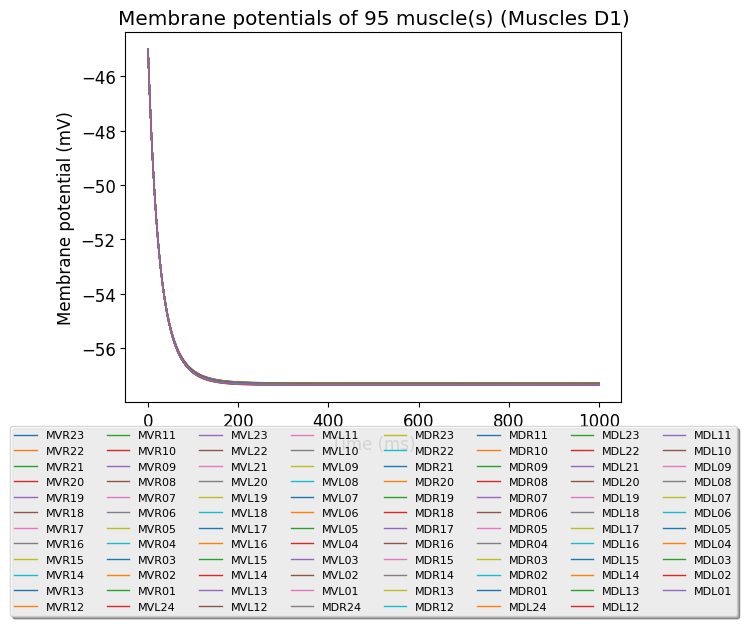 Membrane potentials of 95 muscle(s) (Muscles D1)
Membrane potential (mV)
−46
−48
−50
−52
−54
−56
0 200 400 600 800 1000
Time (ms)
MVR23 MVR11 MVL23 MVL11 MDR23 MDR11 MDL23 MDL11
MVR22 MVR10 MVL22 MVL10 MDR22 MDR10 MDL22 MDL10
MVR21 MVR09 MVL21 MVL09 MDR21 MDR09 MDL21 MDL09
MVR20 MVR08 MVL20 MVL08 MDR20 MDR08 MDL20 MDL08
MVR19 MVR07 MVL19 MVL07 MDR19 MDR07 MDL19 MDL07
MVR18 MVR06 MVL18 MVL06 MDR18 MDR06 MDL18 MDL06
MVR17 MVR05 MVL17 MVL05 MDR17 MDR05 MDL17 MDL05
MVR16 MVR04 MVL16 MVL04 MDR16 MDR04 MDL16 MDL04
MVR15 MVR03 MVL15 MVL03 MDR15 MDR03 MDL15 MDL03
MVR14 MVR02 MVL14 MVL02 MDR14 MDR02 MDL14 MDL02
MVR13 MVR01 MVL13 MVL01 MDR13 MDR01 MDL13 MDL01
MVR12 MVL24 MVL12 MDR24 MDR12 MDL24 MDL12